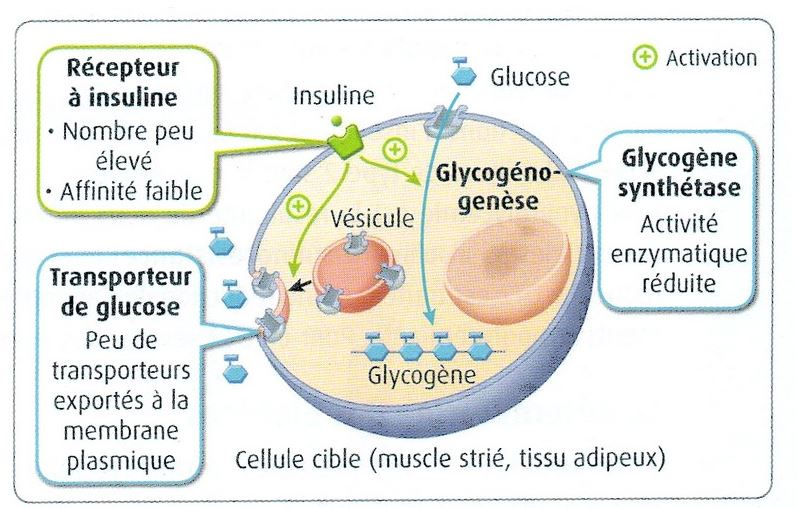 Récepteur
à insuline
• Nombre peu
élevé
• Affinité faible
Insuline
Glucose
+ Activation
+
+
Glycogéno-
genèse
Glycogène
synthétase
Activité
enzymatique
réduite
Vésicule
Transporteur
de glucose
Peu de
transporteurs
exportés à la
membrane
plasmique
Glycogène
Cellule cible (muscle strié, tissu adipeux)